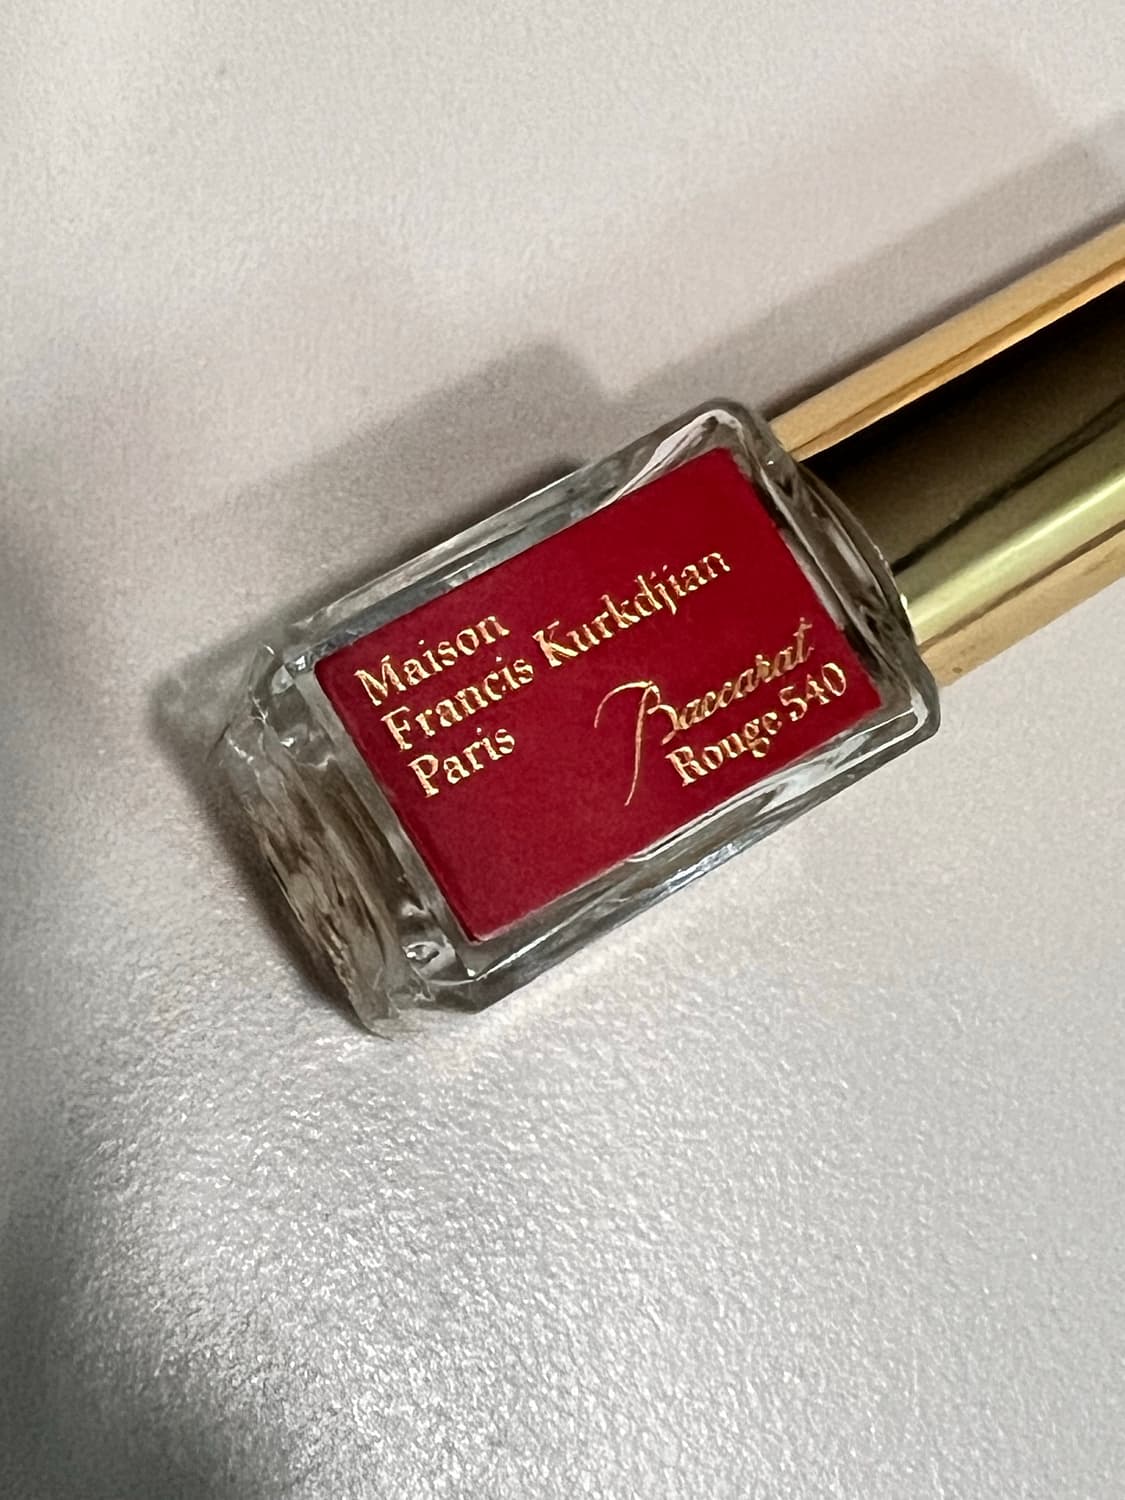 Maison
Francis Kurkdjian
Paris
Baccarat
Rouge 540